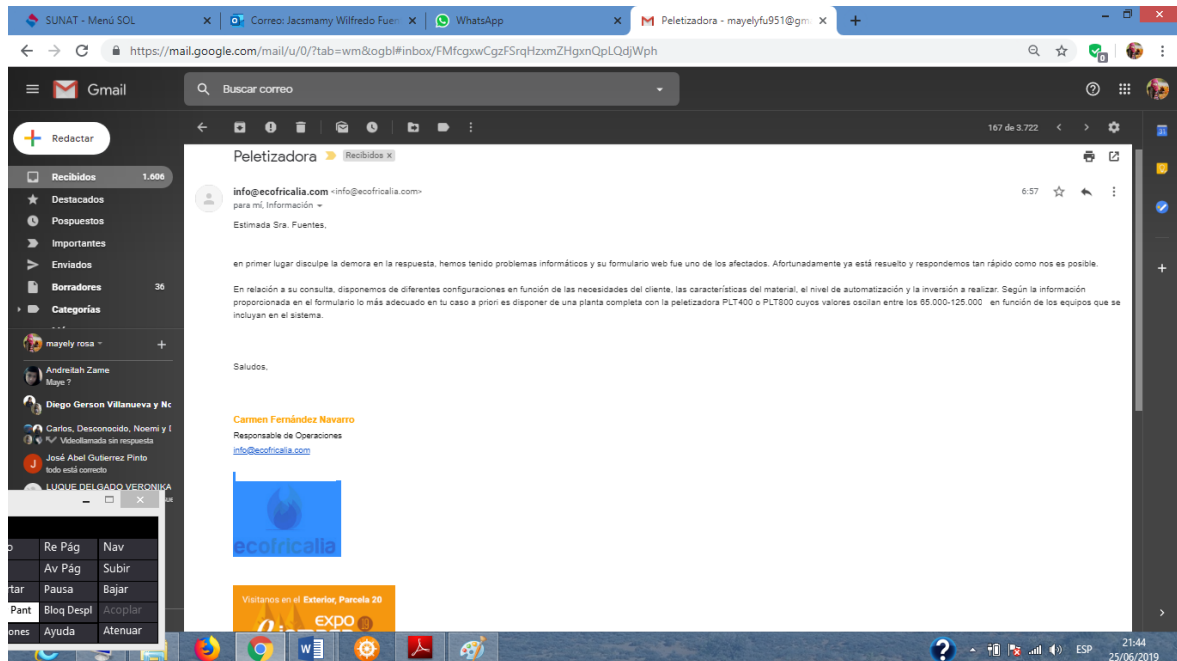 SUNAT - Menú SOL
Correo: Jacsmamy Wilfredo Fuen
WhatsApp
Peletizadora - mayelyfu951@gm
https://mail.google.com/mail/u/0/?tab=wm&ogbl#inbox/FMfcgxwCgzFSrqHzxmZHgxnQpLQdjWph
Gmail
Buscar correo
Redactar
167 de 3.722
Peletizadora
Recibidos x
Recibidos 1.606
info@ecofricalia.com <info@ecofricalia.com>
6:57
para mí, Información
Destacados
Pospuestos
Importantes
Enviados
Borradores 36
Categorías
Estimada Sra. Fuentes,
en primer lugar disculpe la demora en la respuesta, hemos tenido problemas informáticos y su formulario web fue uno de los afectados. Afortunadamente ya está resuelto y respondemos tan rápido como nos es posible.
En relación a su consulta, disponemos de diferentes configuraciones en función de las necesidades del cliente, las características del material, el nivel de automatización y la inversión a realizar. Según la información
proporcionada en el formulario lo más adecuado en tu caso a priori es disponer de una planta completa con la peletizadora PLT400 o PLT800 cuyos valores oscilan entre los 65.000-125.000 en función de los equipos que se
incluyan en el sistema.
Saludos,
Carmen Fernández Navarro
Responsable de Operaciones
info@ecofricalia.com
ecofricalia
Visitanos en el Exterior, Parcela 20
expo
mayely rosa
Andreitah Zame
Maye ?
Diego Gerson Villanueva y No
Carlos, Desconocido, Noemi y
Videollamada sin respuesta
José Abel Gutierrez Pinto
todo está correcto
LUQUE DELGADO VERONIKA
Re Pág Nav
Av Pág Subir
rtar Pausa Bajar
Pant Bloq Despl Acoplar
ones Ayuda Atenuar
ESP
21:44
25/06/2019